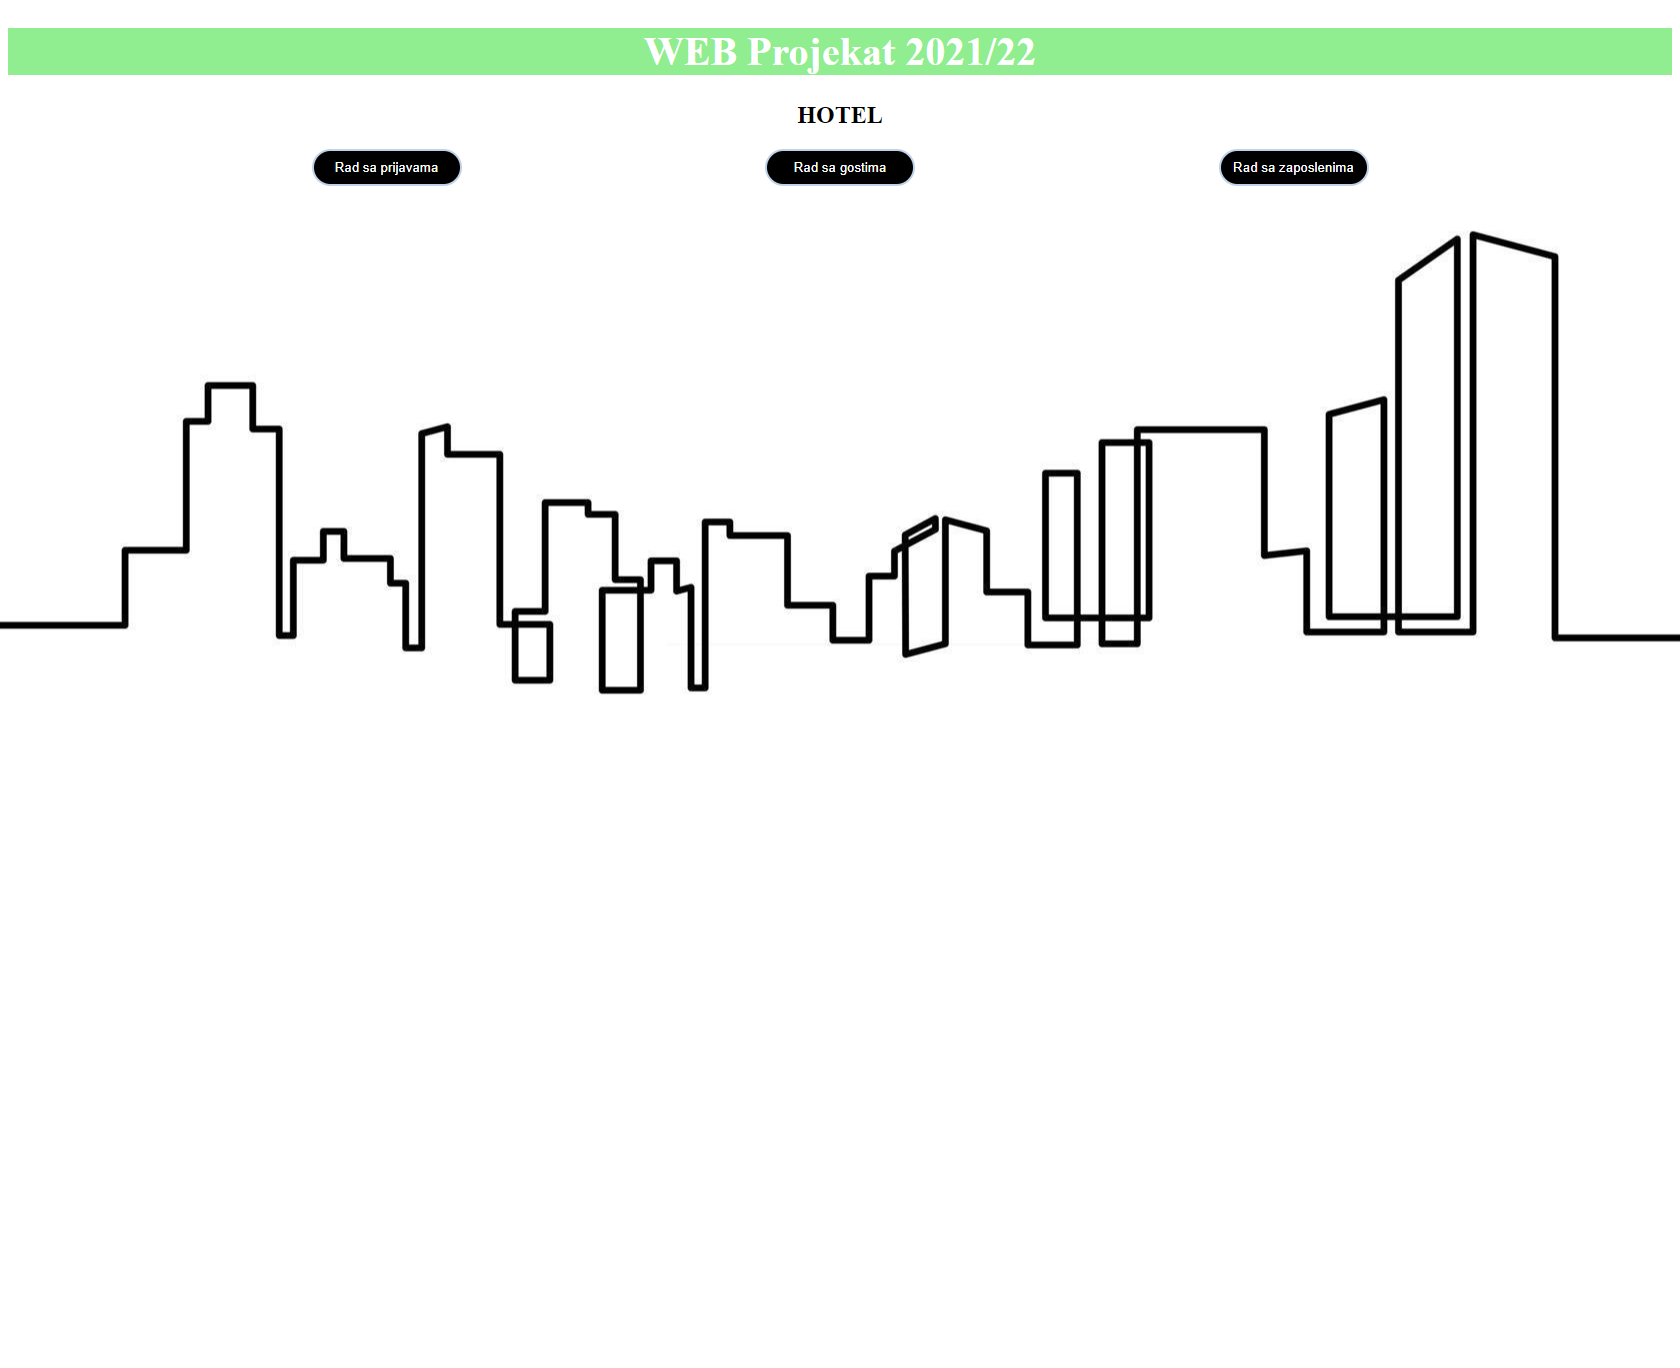 WEB Projekat 2021/22
HOTEL
Rad sa prijavama
Rad sa gostima
Rad sa zaposlenima